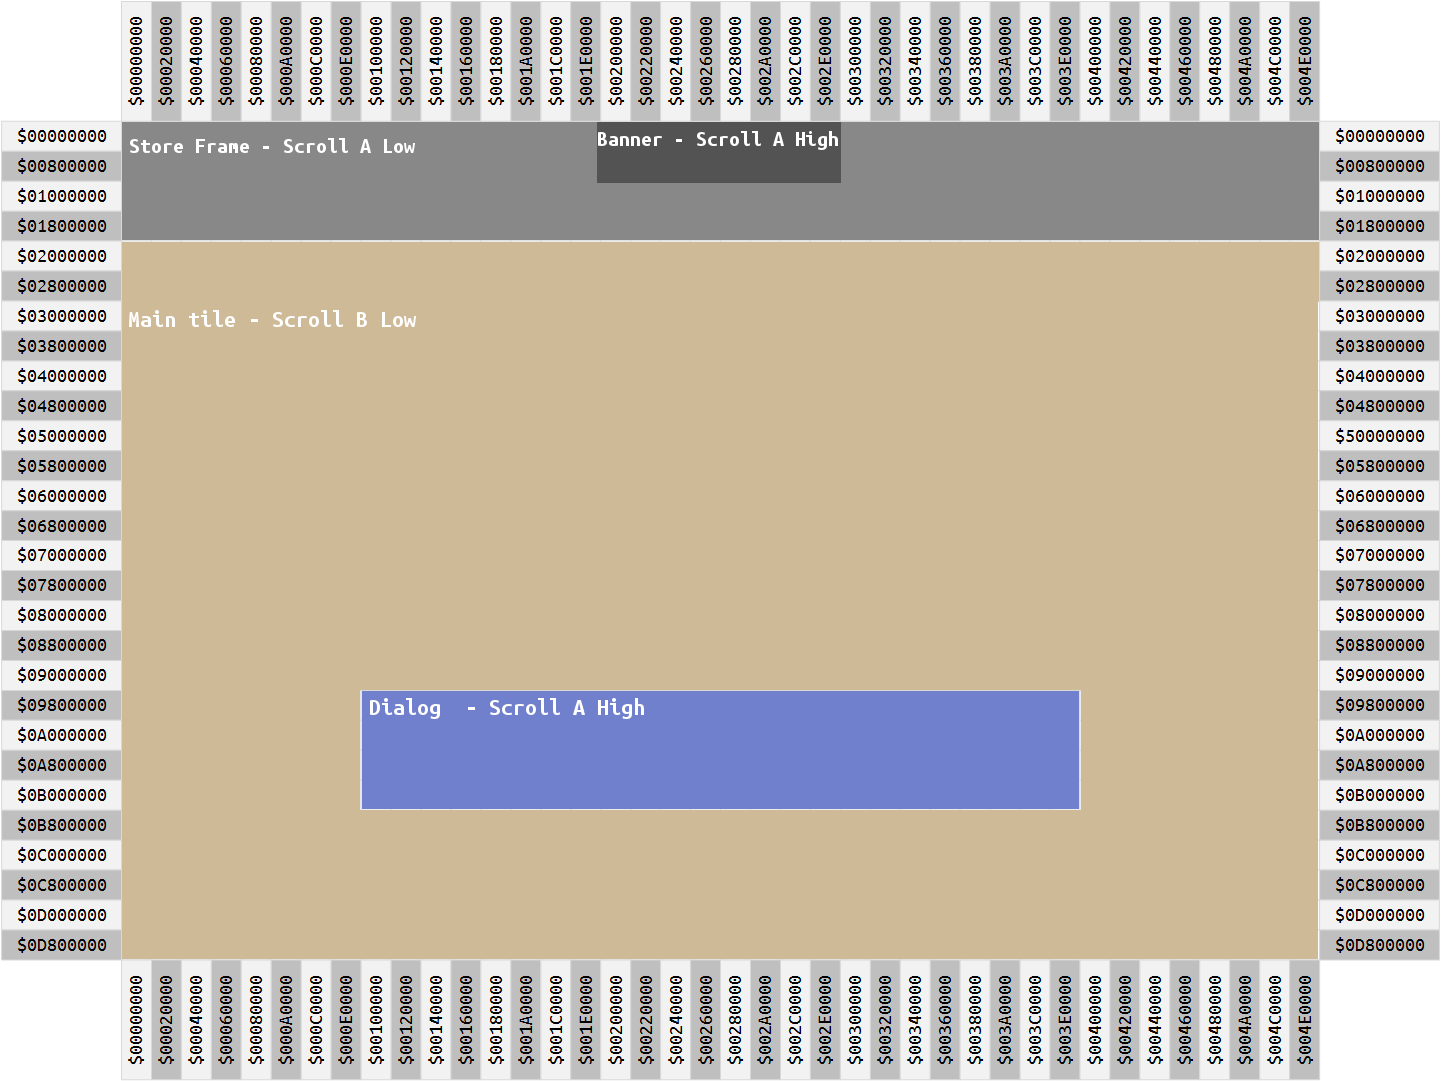 $00000000 $00020000 $00040000 $00060000 $00080000 $000A0000 $000C0000 $000E0000 $00100000 $00120000 $00140000 $00160000 $00180000 $001A0000 $001C0000 $001E0000 $00200000 $00220000 $00240000 $00260000 $00280000 $002A0000 $002C0000 $002E0000 $00300000 $00320000 $00340000 $00360000 $00380000 $003A0000 $003C0000 $003E0000 $00400000 $00420000 $00440000 $00460000 $00480000 $004A0000 $004C0000 $004E0000
$00000000 Store Frame - Scroll A Low Banner - Scroll A High $00000000
$00800000 $00800000
$01000000 $01000000
$01800000 $01800000
$02000000 $02000000
$02800000 $02800000
$03000000 Main tile - Scroll B Low $03000000
$03800000 $03800000
$04000000 $04000000
$04800000 $04800000
$05000000 $50000000
$05800000 $05800000
$06000000 $06000000
$06800000 $06800000
$07000000 $07000000
$07800000 $07800000
$08000000 $08000000
$08800000 $08800000
$09000000 $09000000
$09800000 Dialog  - Scroll A High $09800000
$0A000000 $0A000000
$0A800000 $0A800000
$0B000000 $0B000000
$0B800000 $0B800000
$0C000000 $0C000000
$0C800000 $0C800000
$0D000000 $0D000000
$0D800000 $0D800000
$00000000 $00020000 $00040000 $00060000 $00080000 $000A0000 $000C0000 $000E0000 $00100000 $00120000 $00140000 $00160000 $00180000 $001A0000 $001C0000 $001E0000 $00200000 $00220000 $00240000 $00260000 $00280000 $002A0000 $002C0000 $002E0000 $00300000 $00320000 $00340000 $00360000 $00380000 $003A0000 $003C0000 $003E0000 $00400000 $00420000 $00440000 $00460000 $00480000 $004A0000 $004C0000 $004E0000